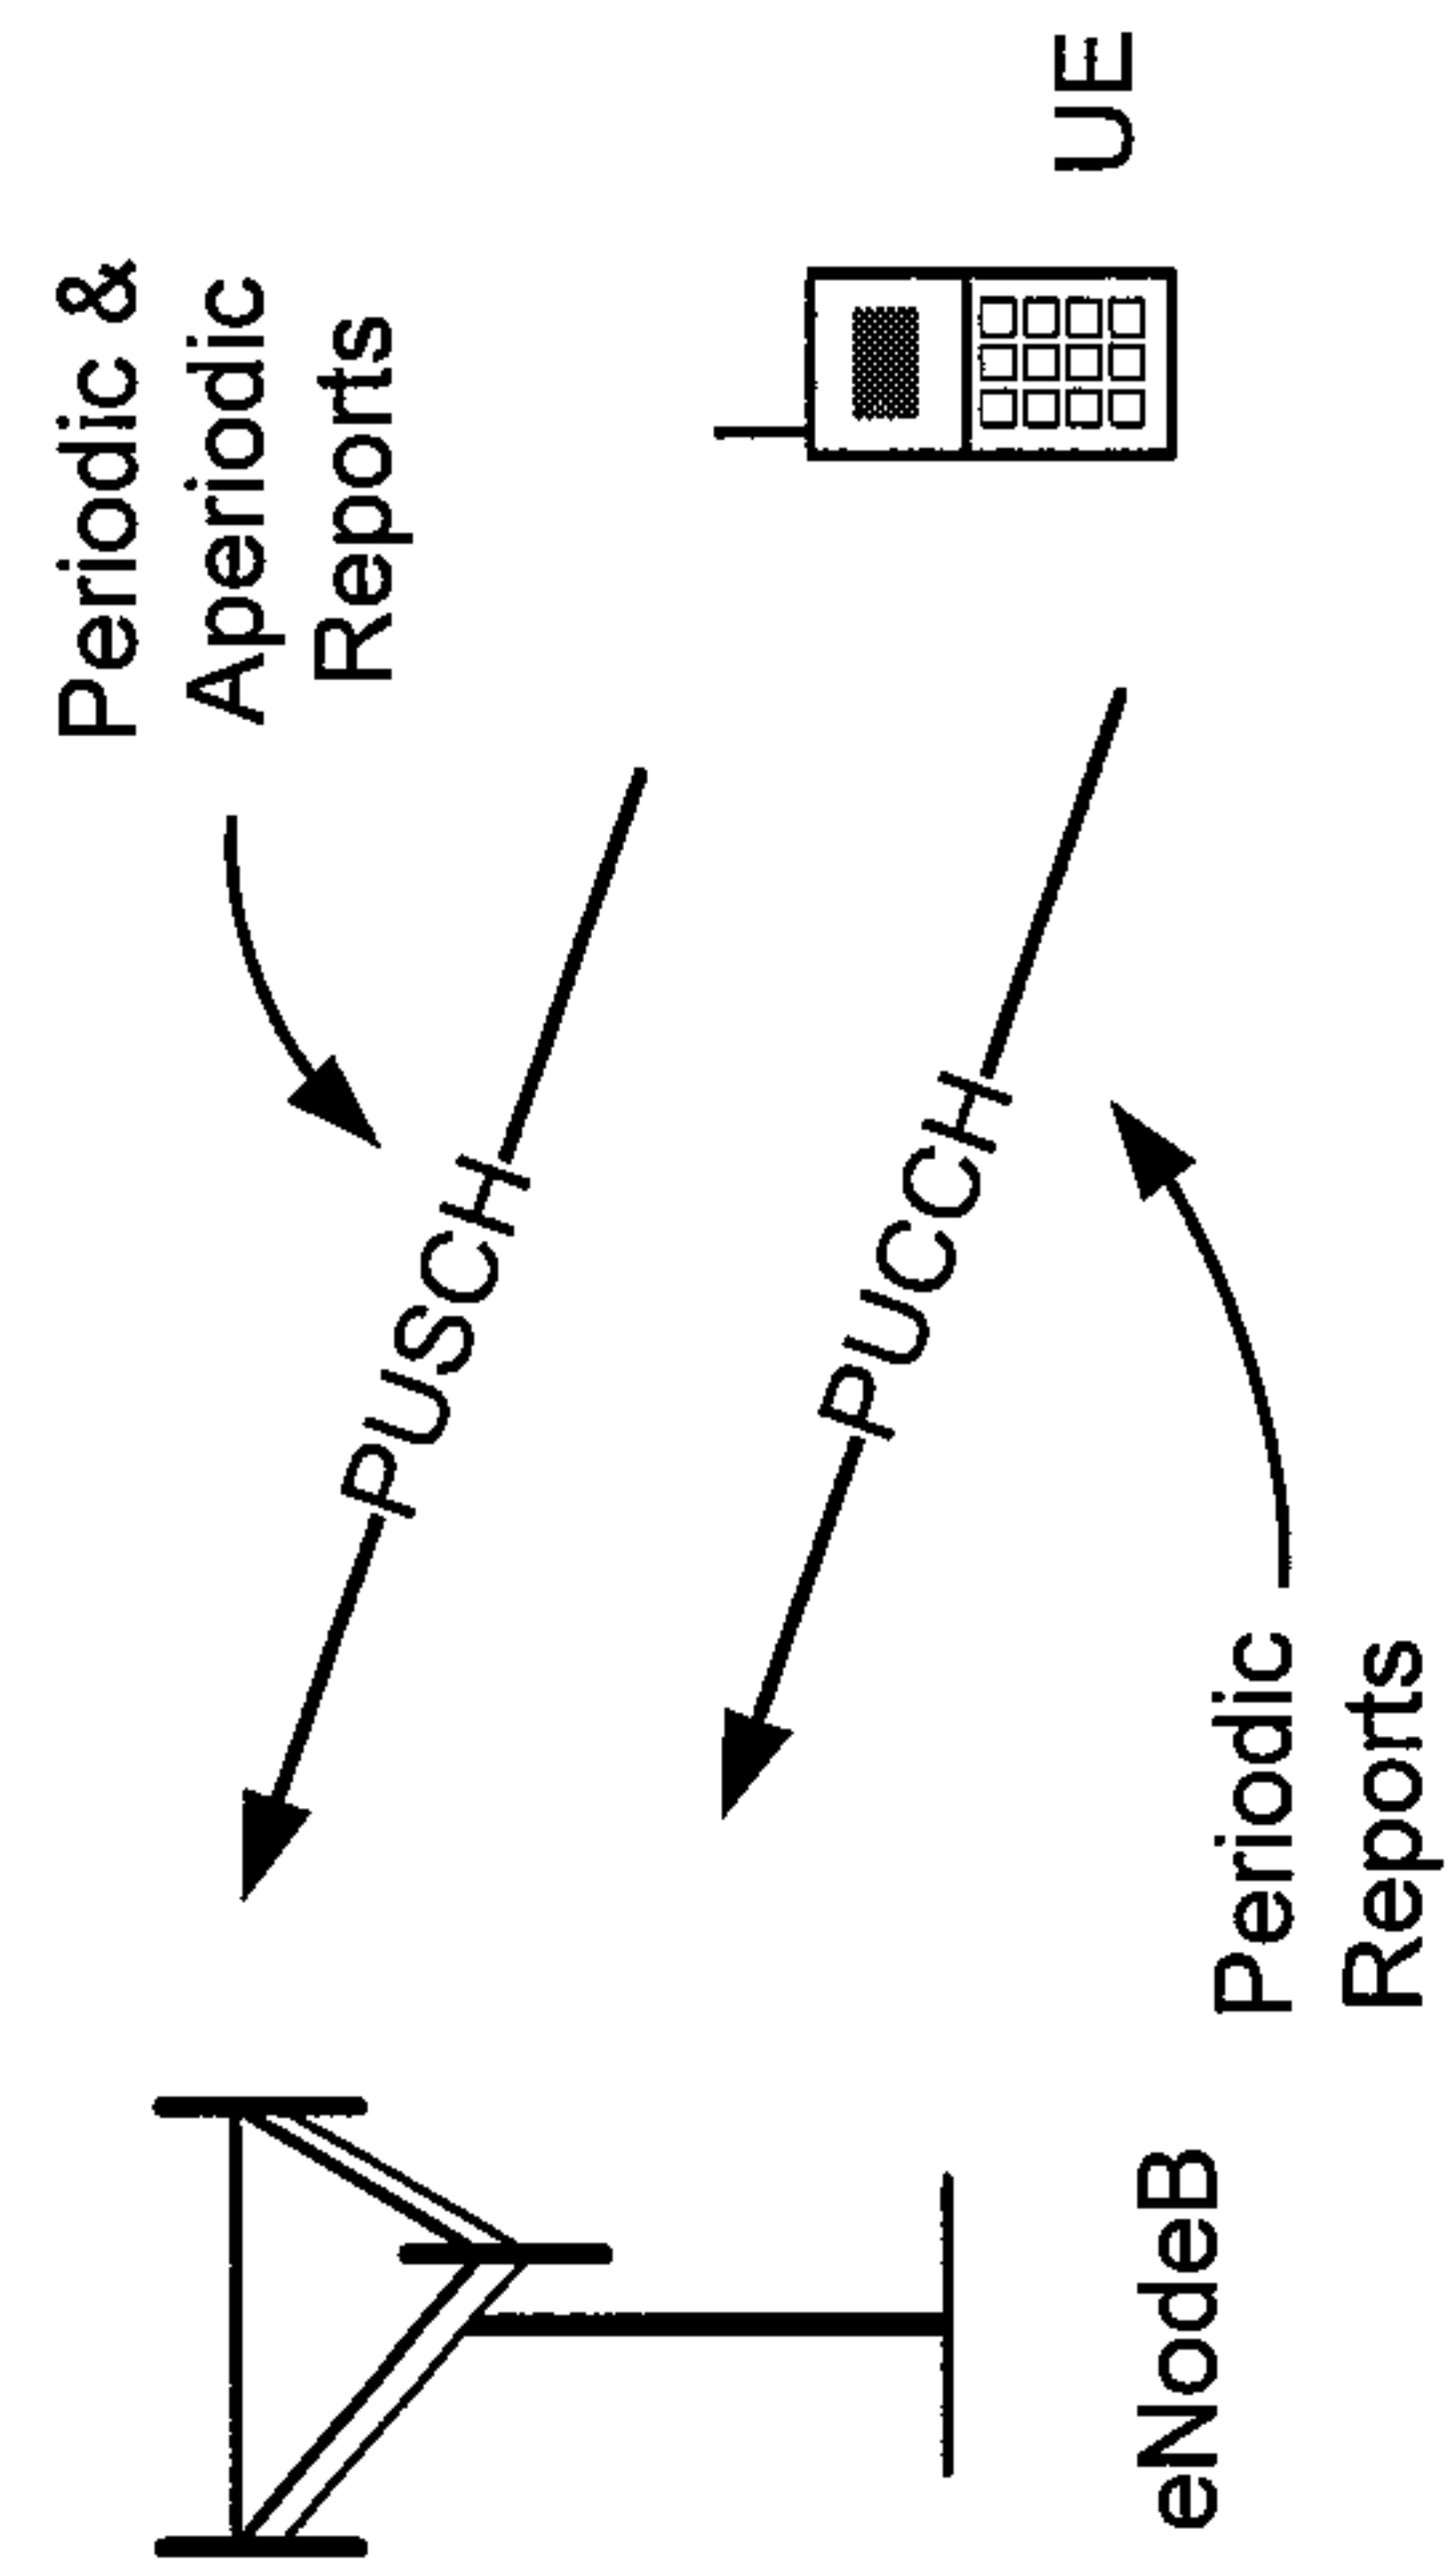 Periodic &
Aperiodic
Reports
PUSCH
PUCCH
UE
eNodeB
Periodic
Reports